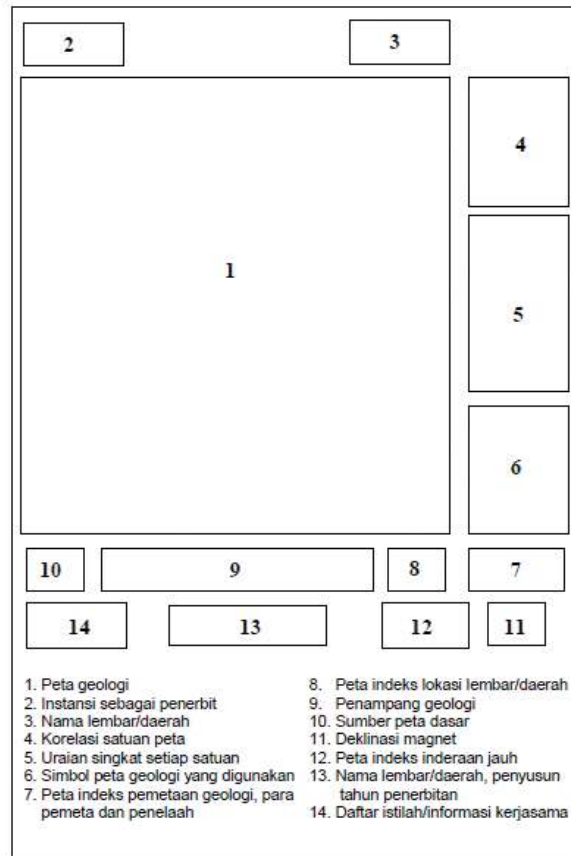 2
3
4
1
5
6
10
9
8
7
14
13
12
11
1. Peta geologi
2. Instansi sebagai penerbit
3. Nama lembar/daerah
4. Korelasi satuan peta
5. Uraian singkat setiap satuan
6. Simbol peta geologi yang digunakan
7. Peta indeks pemetaan geologi, para
pemeta dan penelaah
8. Peta indeks lokasi lembar/daerah
9. Penampang geologi
10. Sumber peta dasar
11. Deklinasi magnet
12. Peta indeks inderaan jauh
13. Nama lembar/daerah, penyusun
tahun penerbitan
14. Daftar istilah/informasi kerjasama